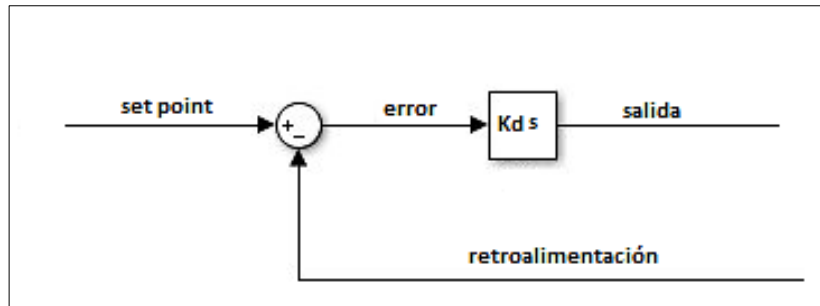 set point
error
salida
+
-
Kd s
retroalimentación